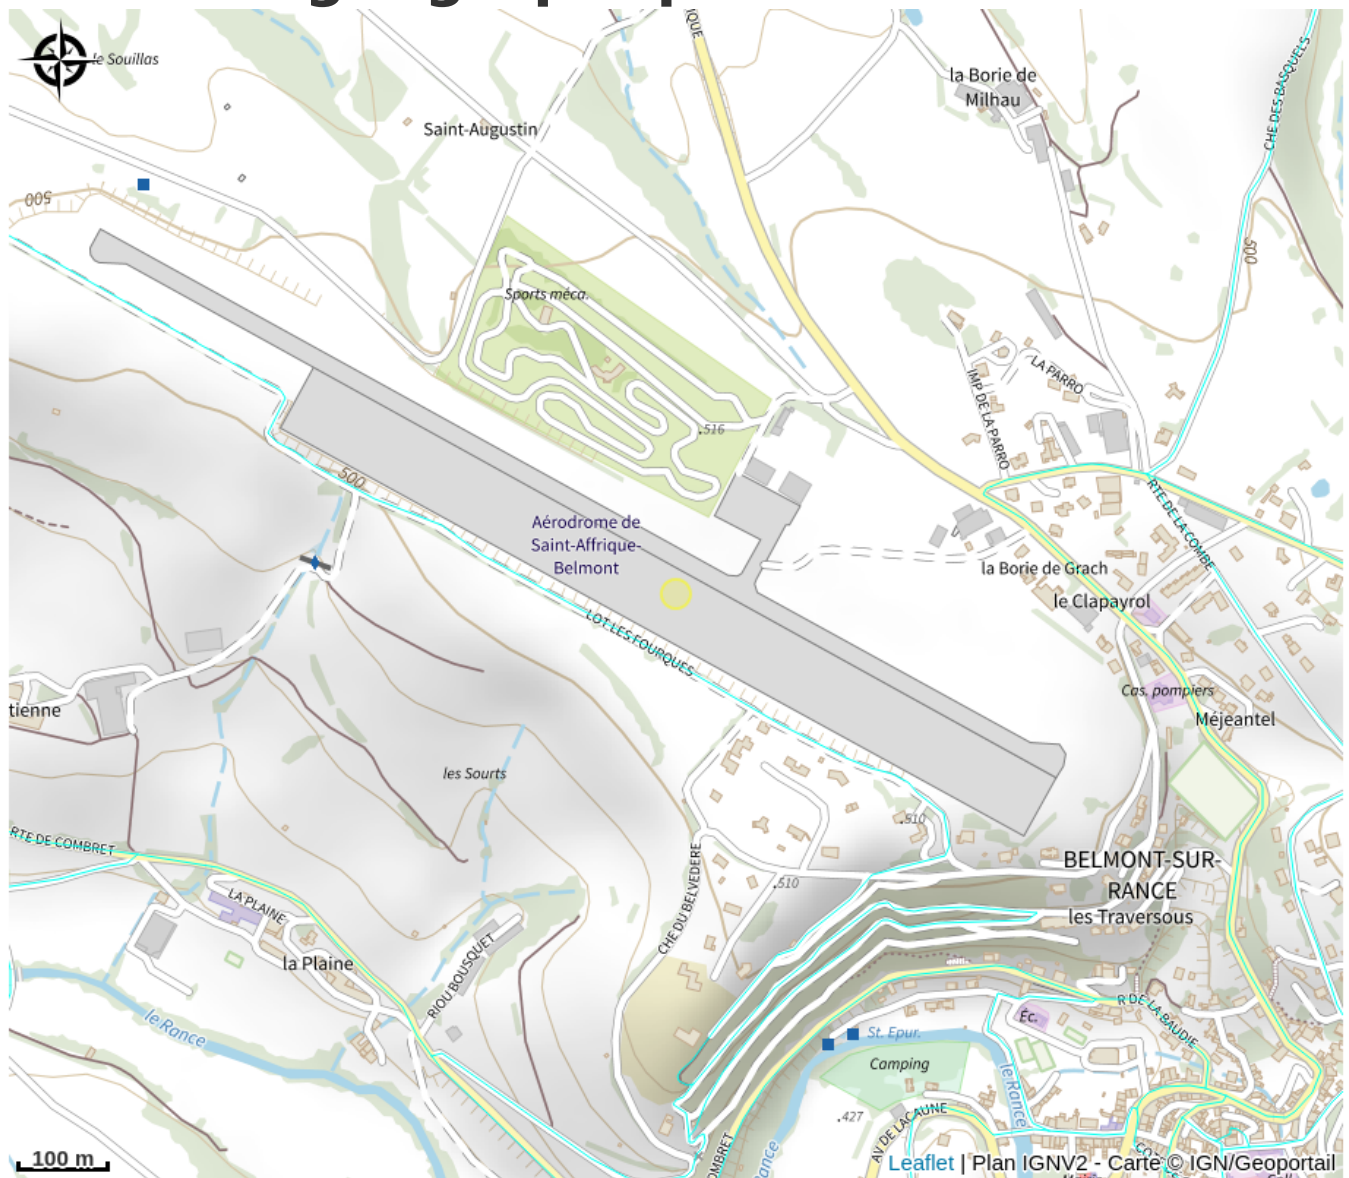 le Souillas
IQUE
la Borie de
Milhau
CHE DES BASQUELS
Saint-Augustin
500
500
Sports méca.
LA PARRO
IMP DE LA PARRO
.516
500
RTE DE LA COMBE
Aérodrome de
Saint-Affrique-
Belmont
la Borie de Grach
le Clapayrol
LOT LES FOURQUES
Cas. pompiers
tienne
Méjeantel
les Sourts
.510
RTE DE COMBRET
BELMONT-SUR-
RANCE
.510
CHE DU BELVEDERE
LA PLAINE
les Traversous
RIOU BOUSQUET
la Plaine
R DE LA BAUDIE
Éc.
le Rance
St. Epur.
Camping
le Rance
.427
AV DE LACAUNE
OMBRET
ance
100 m
Leaflet | Plan IGNV2 - Carte © IGN/Geoportail